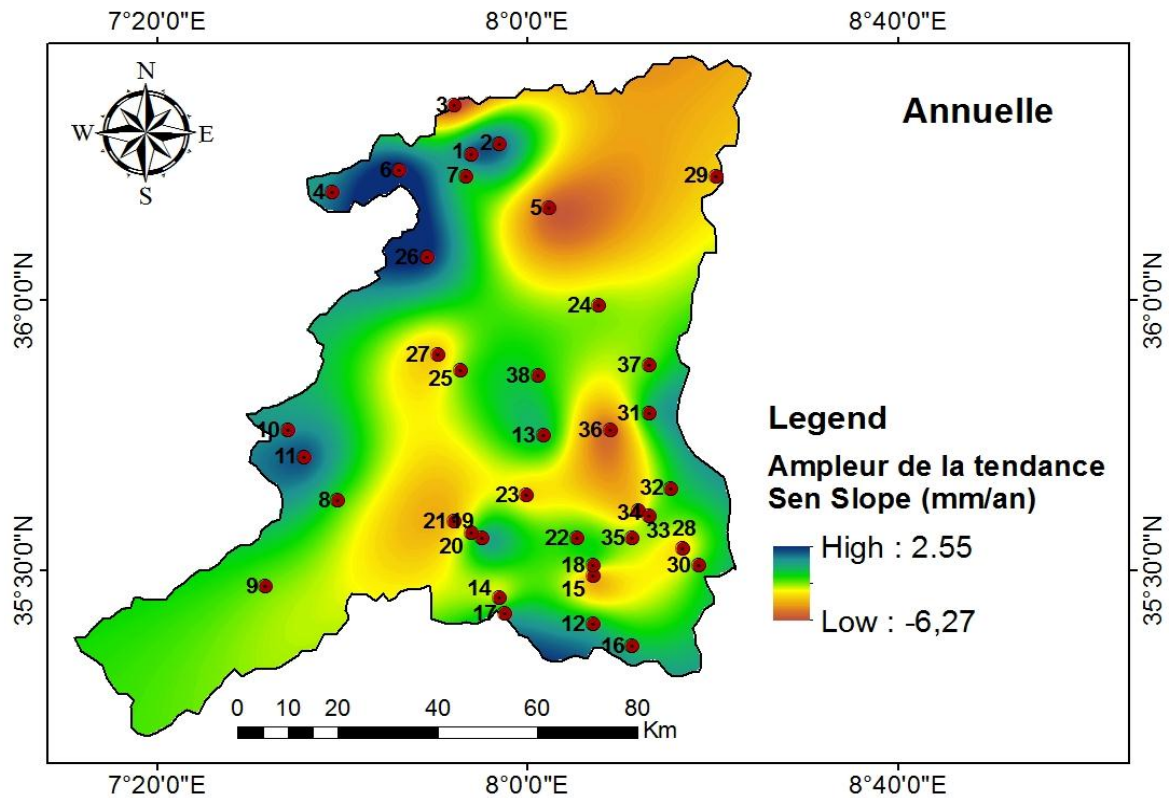 7°20'0"E 8°0'0"E 8°40'0"E
Annuelle
N
W E
S
3
2
1
6
7
4
29
5
26
36°0'0"N 36°0'0"N
24
27
25
37
38
31
10
36
13
11
Legend
Ampleur de la tendance
Sen Slope (mm/an)
High : 2.55
Low : -6,27
32
23
8
34
33
21
19
20
22
35
28
18
30
15
35°30'0"N 35°30'0"N
9
14
17
12
16
0 10 20 40 60 80
Km
7°20'0"E 8°0'0"E 8°40'0"E